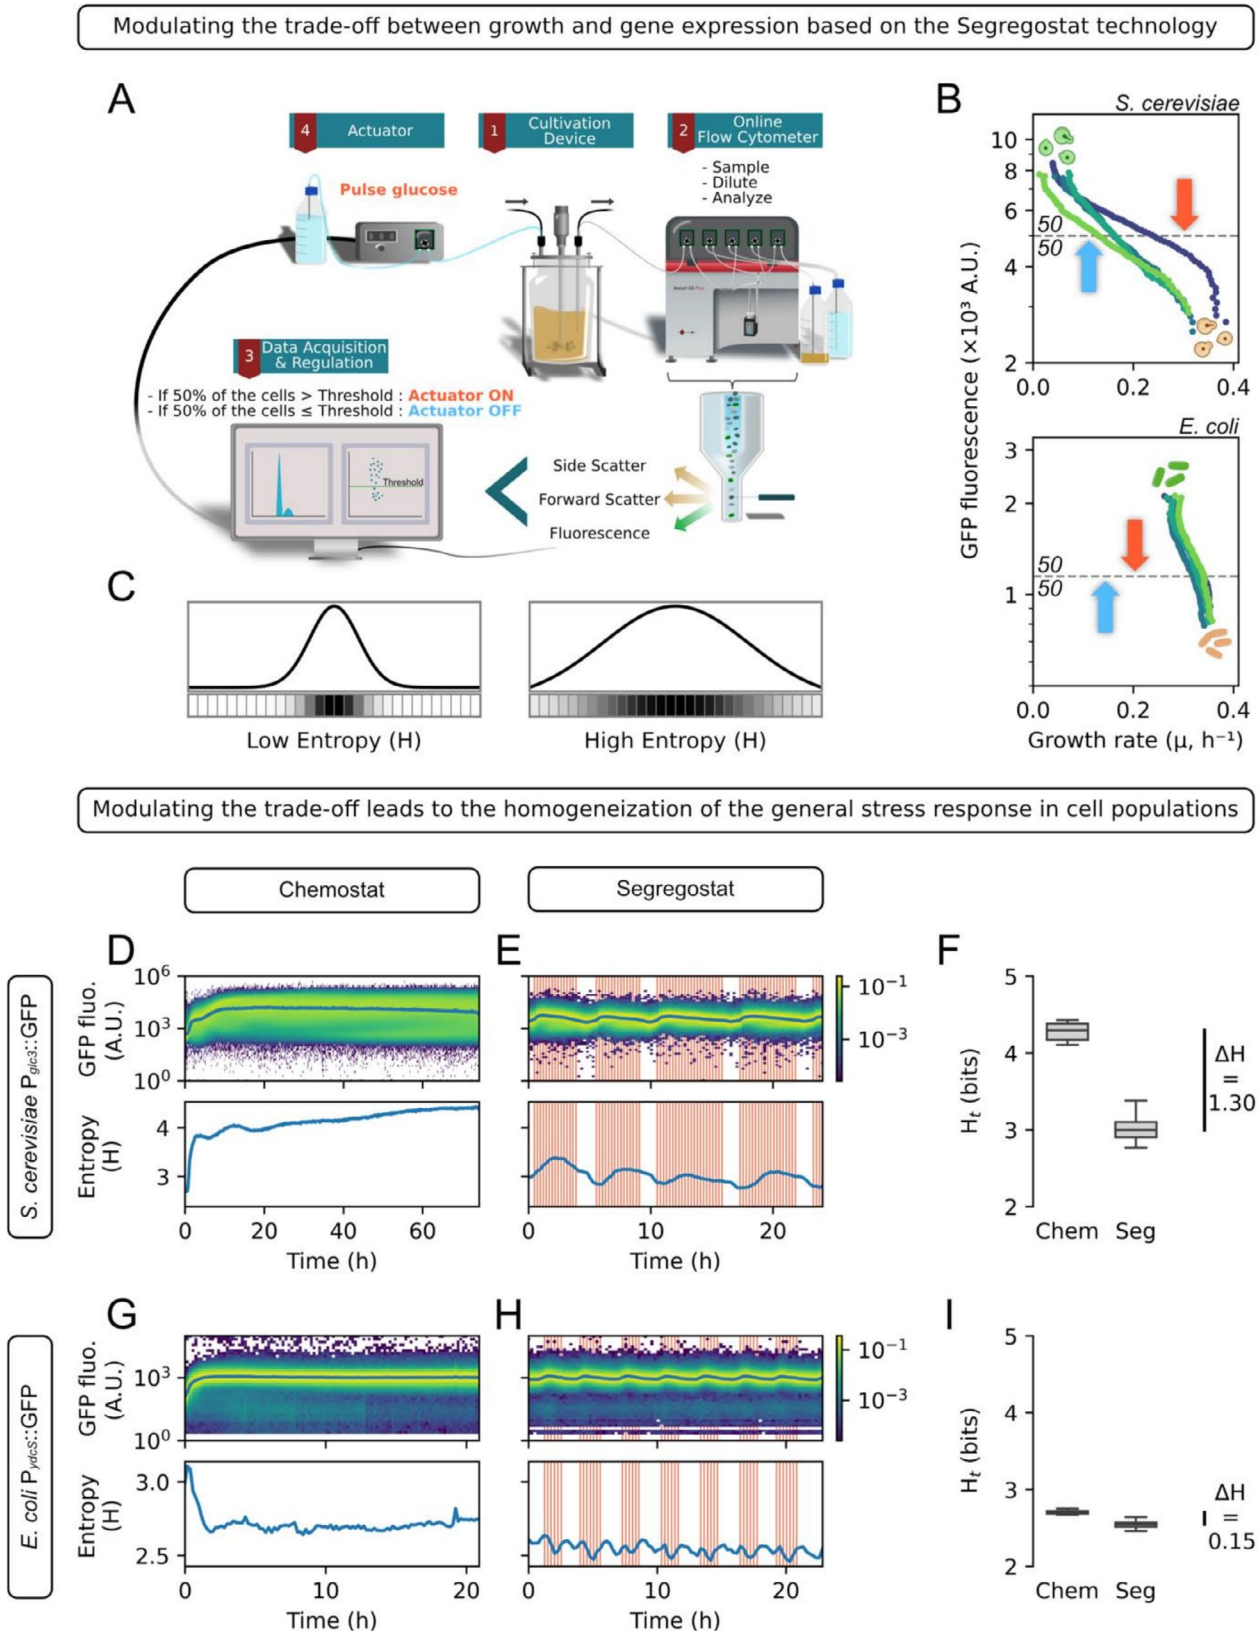 Modulating the trade-off between growth and gene expression based on the Segregostat technology
A
4
Actuator
1
Cultivation
Device
2
Online
Flow Cytometer
Pulse glucose
- Sample
- Dilute
- Analyze
3
Data Acquisition
& Regulation
- If 50% of the cells > Threshold : Actuator ON
- If 50% of the cells ≤ Threshold : Actuator OFF
Threshold
Side Scatter
Forward Scatter
Fluorescence
B
S. cerevisiae
10
8
6
4
2
50
50
0.0
0.2
0.4
GFP fluorescence (×10³ A.U.)
E. coli
3
2
1
50
50
0.0
0.2
0.4
Growth rate (μ, h⁻¹)
C
Low Entropy (H)
High Entropy (H)
Modulating the trade-off leads to the homogeneization of the general stress response in cell populations
Chemostat
Segregostat
S. cerevisiae Pglc3::GFP
D
GFP fluo.
(A.U.)
10⁶
10³
10⁰
Entropy
(H)
4
3
0
20
40
60
Time (h)
E
10⁻¹
10⁻³
0
10
20
Time (h)
F
Hₜ (bits)
5
4
3
2
Chem
Seg
ΔH
=
1.30
E. coli PydcS::GFP
G
GFP fluo.
(A.U.)
10³
10⁰
Entropy
(H)
3.0
2.5
0
10
20
Time (h)
H
10⁻¹
10⁻³
0
10
20
Time (h)
I
Hₜ (bits)
5
4
3
2
Chem
Seg
ΔH
=
0.15